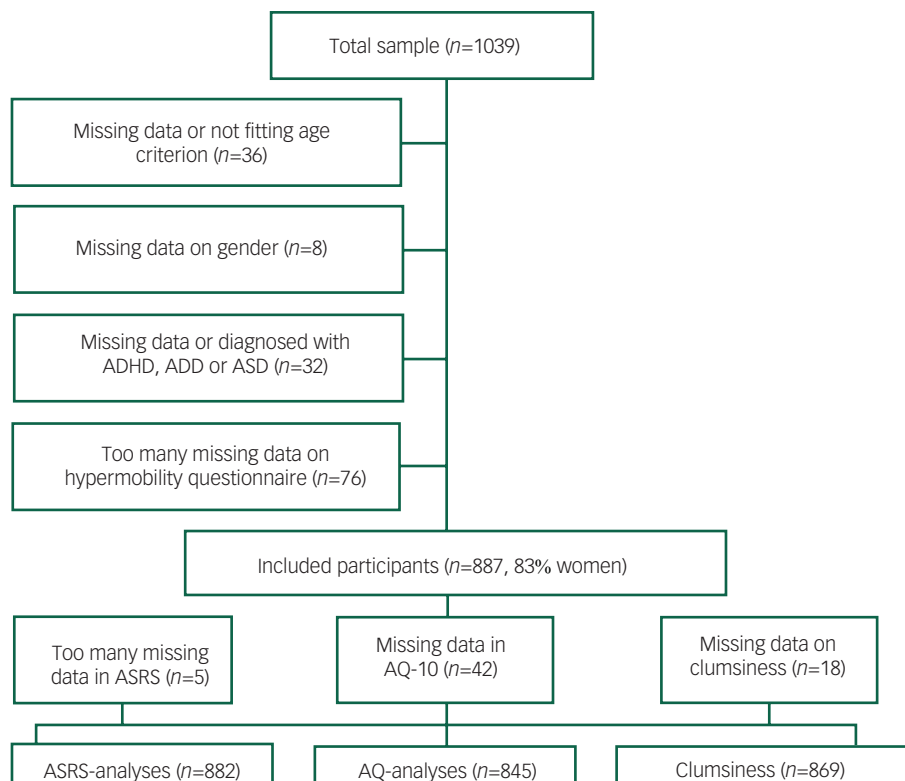 Total sample (n=1039)
Missing data or not fitting age
criterion (n=36)
Missing data on gender (n=8)
Missing data or diagnosed with
ADHD, ADD or ASD (n=32)
Too many missing data on
hypermobility questionnaire (n=76)
Included participants (n=887, 83% women)
Too many missing
data in ASRS (n=5)
Missing data in
AQ-10 (n=42)
Missing data on
clumsiness (n=18)
ASRS-analyses (n=882)
AQ-analyses (n=845)
Clumsiness (n=869)